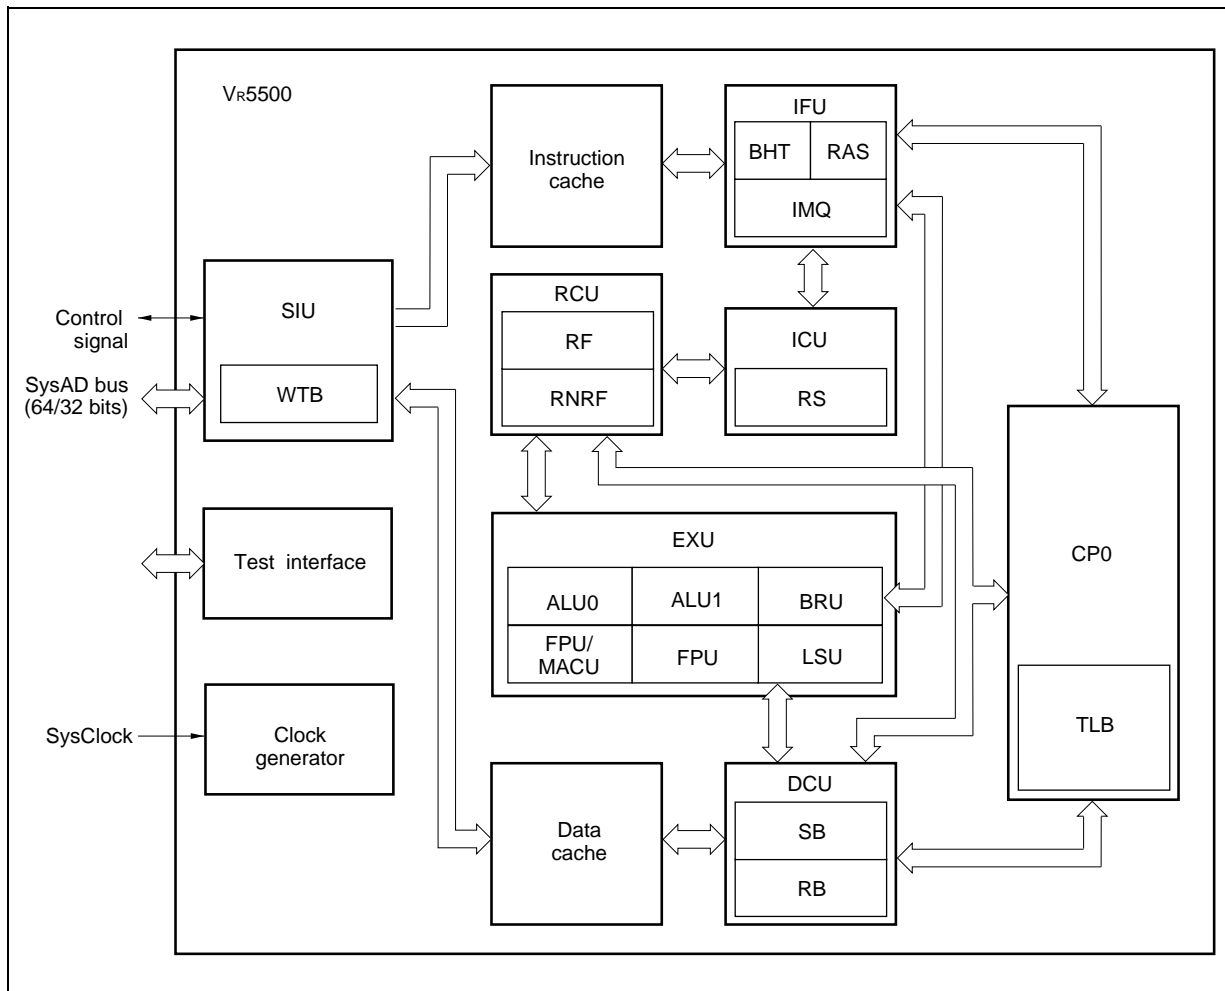 VR5500
Instruction
cache
IFU
BHT
RAS
IMQ
SIU
WTB
Control
signal
SysAD bus
(64/32 bits)
RCU
RF
RNRF
ICU
RS
Test interface
EXU
ALU0
ALU1
BRU
FPU/
MACU
FPU
LSU
CP0
TLB
SysClock
Clock
generator
Data
cache
DCU
SB
RB